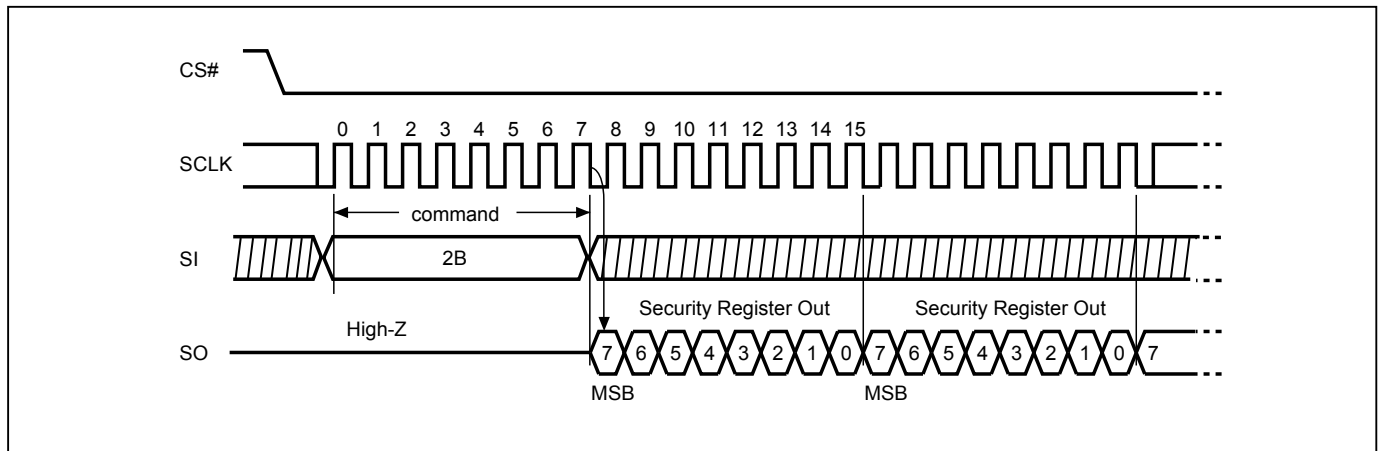 CS#
0 1 2 3 4 5 6 7 8 9 10 11 12 13 14 15
SCLK
command
SI
2B
Security Register Out Security Register Out
High-Z
SO
7 6 5 4 3 2 1 0 7 6 5 4 3 2 1 0 7
MSB MSB